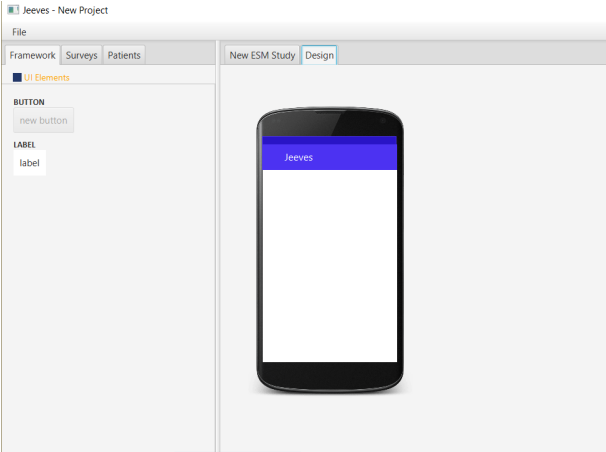 Jeeves - New Project
File
Framework Surveys Patients
New ESM Study Design
UI Elements
BUTTON
new button
LABEL
label
Jeeves